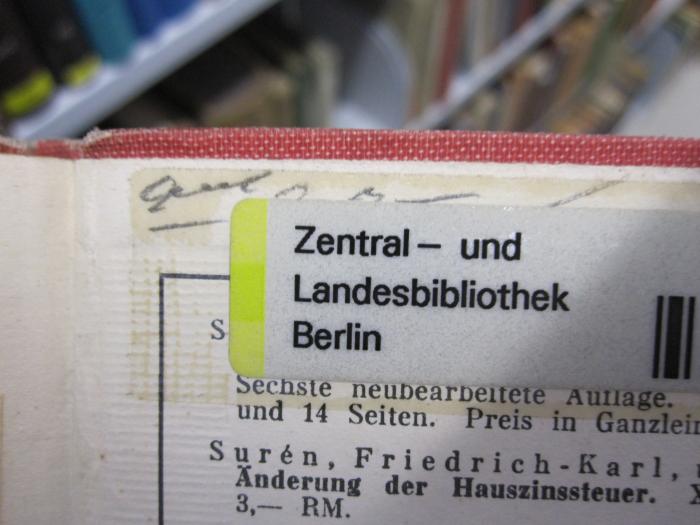 Zentral – und
Landesbibliothek
Berlin
S
Sechste neubearbeitete Auflage.
und 14 Seiten. Preis in Ganzlein
Surén, Friedrich-Karl,
Änderung der Hauszinssteuer. X
3,— RM.